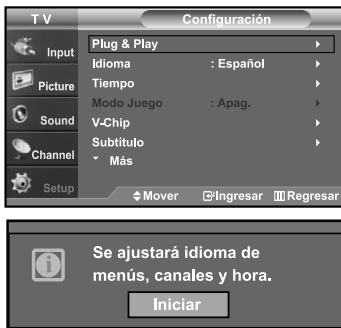 T V
Configuración
Input
Picture
Sound
Channel
Setup
Plug & Play
Idioma : Español
Tiempo
Modo Juego : Apag.
V-Chip
Subtítulo
Más
Mover Ingresar Regresar
Se ajustará idioma de
menús, canales y hora.
Iniciar